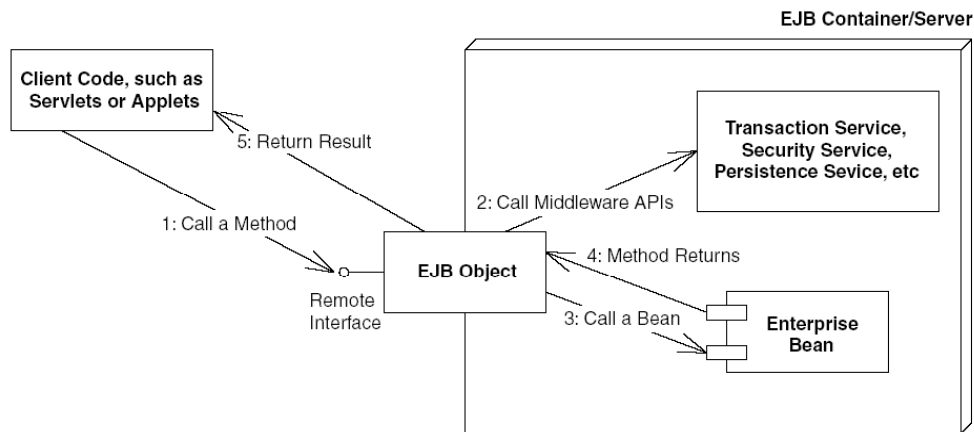 EJB Container/Server
Client Code, such as
Servlets or Applets
5: Return Result
Transaction Service,
Security Service,
Persistence Sevice, etc
2: Call Middleware APIs
1: Call a Method
EJB Object
4: Method Returns
Remote
Interface
3: Call a Bean
Enterprise
Bean